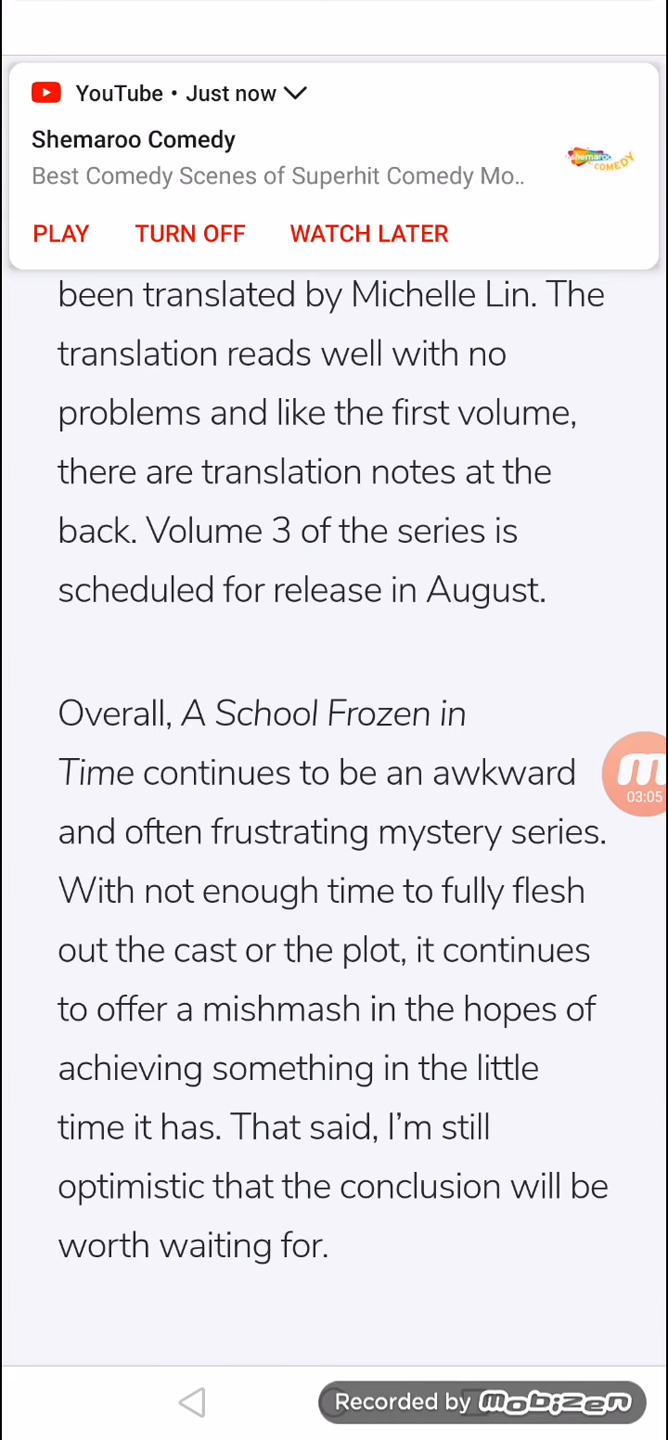 YouTube • Just now
Shemaroo Comedy
Best Comedy Scenes of Superhit Comedy Mo..
shemaroo
COMEDY
PLAY TURN OFF WATCH LATER
been translated by Michelle Lin. The
translation reads well with no
problems and like the first volume,
there are translation notes at the
back. Volume 3 of the series is
scheduled for release in August.
Overall, A School Frozen in
Time continues to be an awkward
and often frustrating mystery series.
With not enough time to fully flesh
out the cast or the plot, it continues
to offer a mishmash in the hopes of
achieving something in the little
time it has. That said, I’m still
optimistic that the conclusion will be
worth waiting for.
m
03:05
Recorded by mobizen